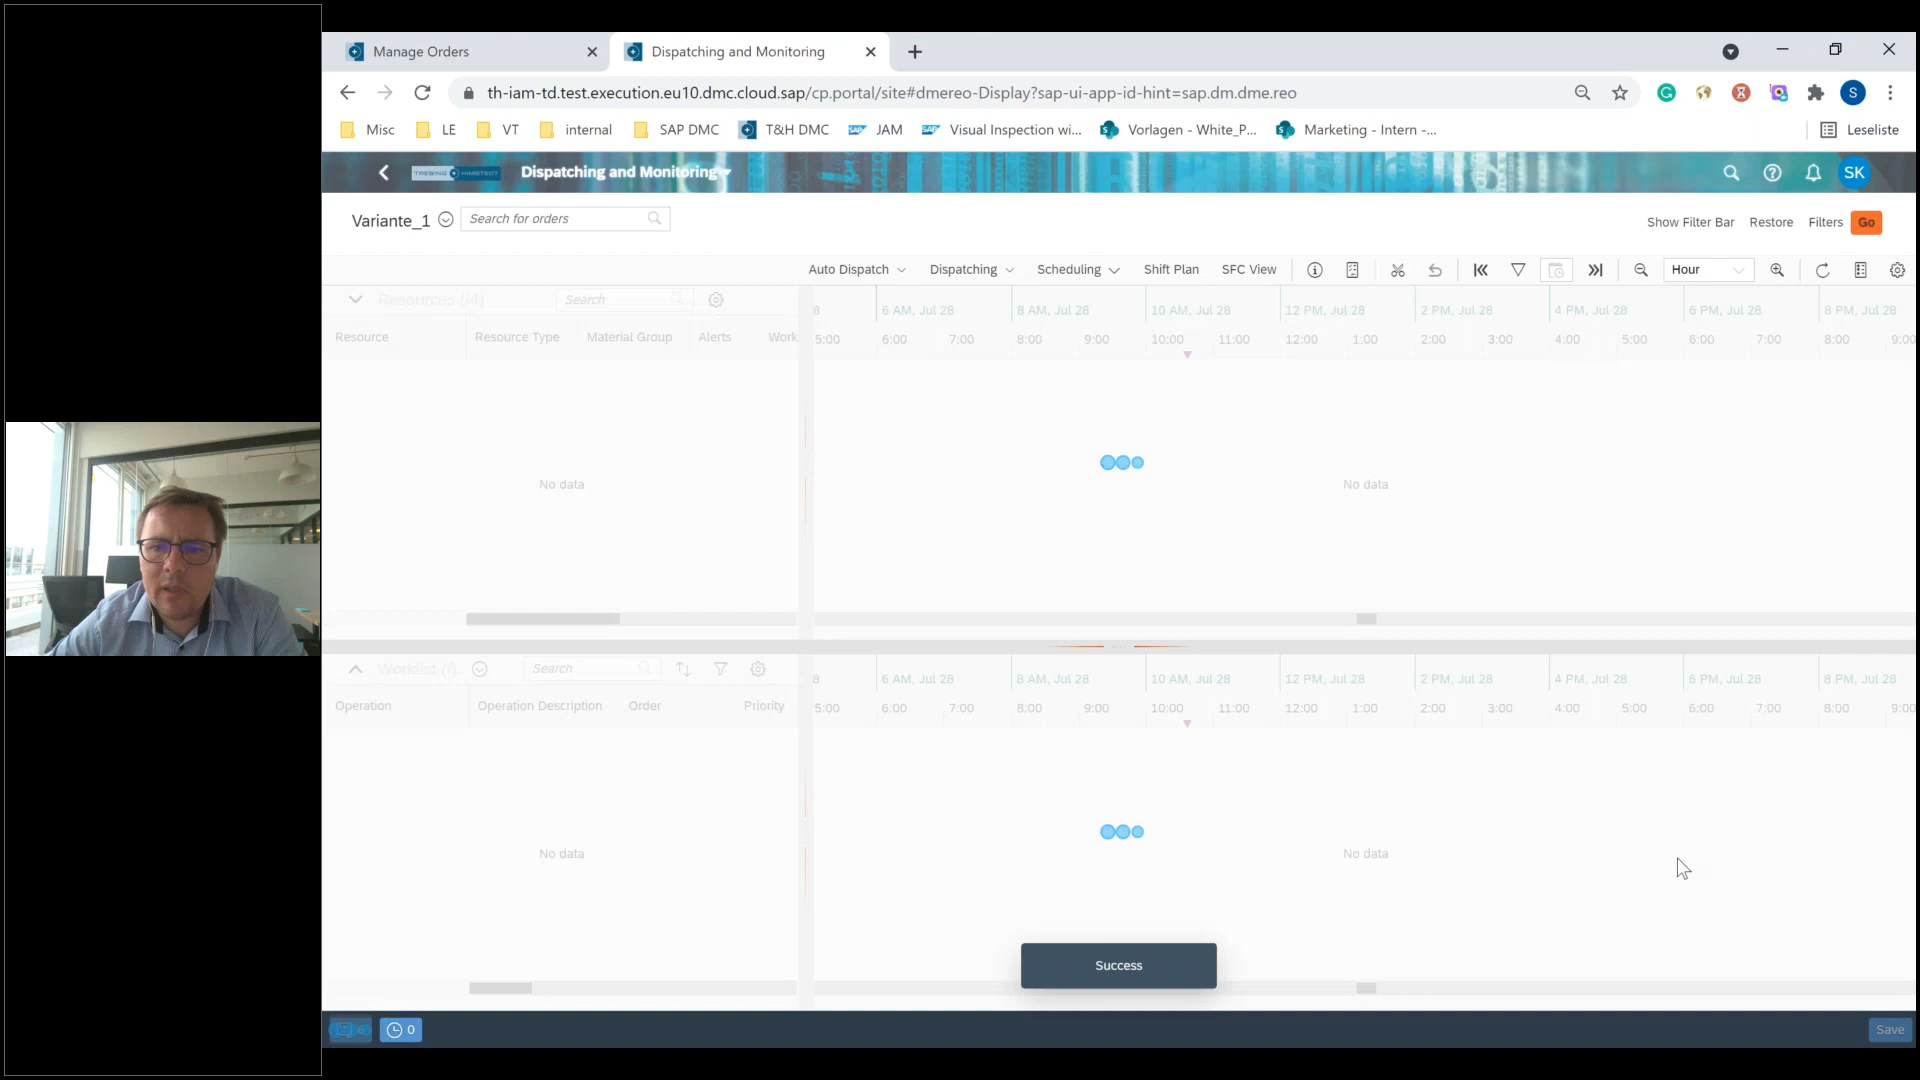 Manage Orders
Dispatching and Monitoring
th-iam-td.test.execution.eu10.dmc.cloud.sap/cp.portal/site#dmereo-Display?sap-ui-app-id-hint=sap.dm.dme.reo
S
Misc LE VT internal SAP DMC T&H DMC JAM Visual Inspection wi... Vorlagen - White_P... Marketing - Intern -... Leseliste
TREBING HIMSTEDT Dispatching and Monitoring SK
Variante_1 Search for orders Show Filter Bar Restore Filters Go
Auto Dispatch Dispatching Scheduling Shift Plan SFC View Hour
Resources (/4) Search 8 6 AM, Jul 28 8 AM, Jul 28 10 AM, Jul 28 12 PM, Jul 28 2 PM, Jul 28 4 PM, Jul 28 6 PM, Jul 28 8 PM, Jul 28
Resource Resource Type Material Group Alerts Work 5:00 6:00 7:00 8:00 9:00 10:00 11:00 12:00 1:00 2:00 3:00 4:00 5:00 6:00 7:00 8:00 9:00
No data No data
Worklist (/) Search 8 6 AM, Jul 28 8 AM, Jul 28 10 AM, Jul 28 12 PM, Jul 28 2 PM, Jul 28 4 PM, Jul 28 6 PM, Jul 28 8 PM, Jul 28
Operation Operation Description Order Priority 5:00 6:00 7:00 8:00 9:00 10:00 11:00 12:00 1:00 2:00 3:00 4:00 5:00 6:00 7:00 8:00 9:00
No data No data
Success
0 Save